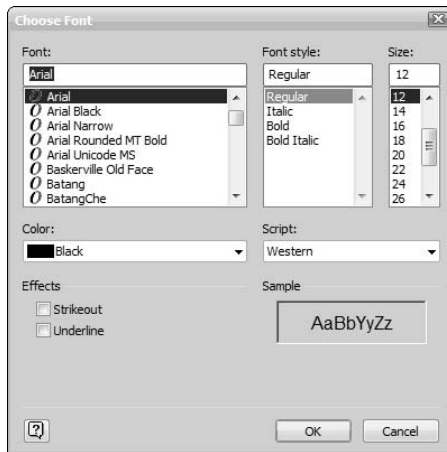 Choose Font
Font: Font style: Size:
Arial Regular 12
Arial Regular 12
Arial Black Italic 14
Arial Narrow Bold 16
Arial Rounded MT Bold Bold Italic 18
Arial Unicode MS 20
Baskerville Old Face 22
Batang 24
BatangChe 26
Color: Script:
Black Western
Effects Sample
Strikeout
Underline
AaBbYyZz
OK Cancel